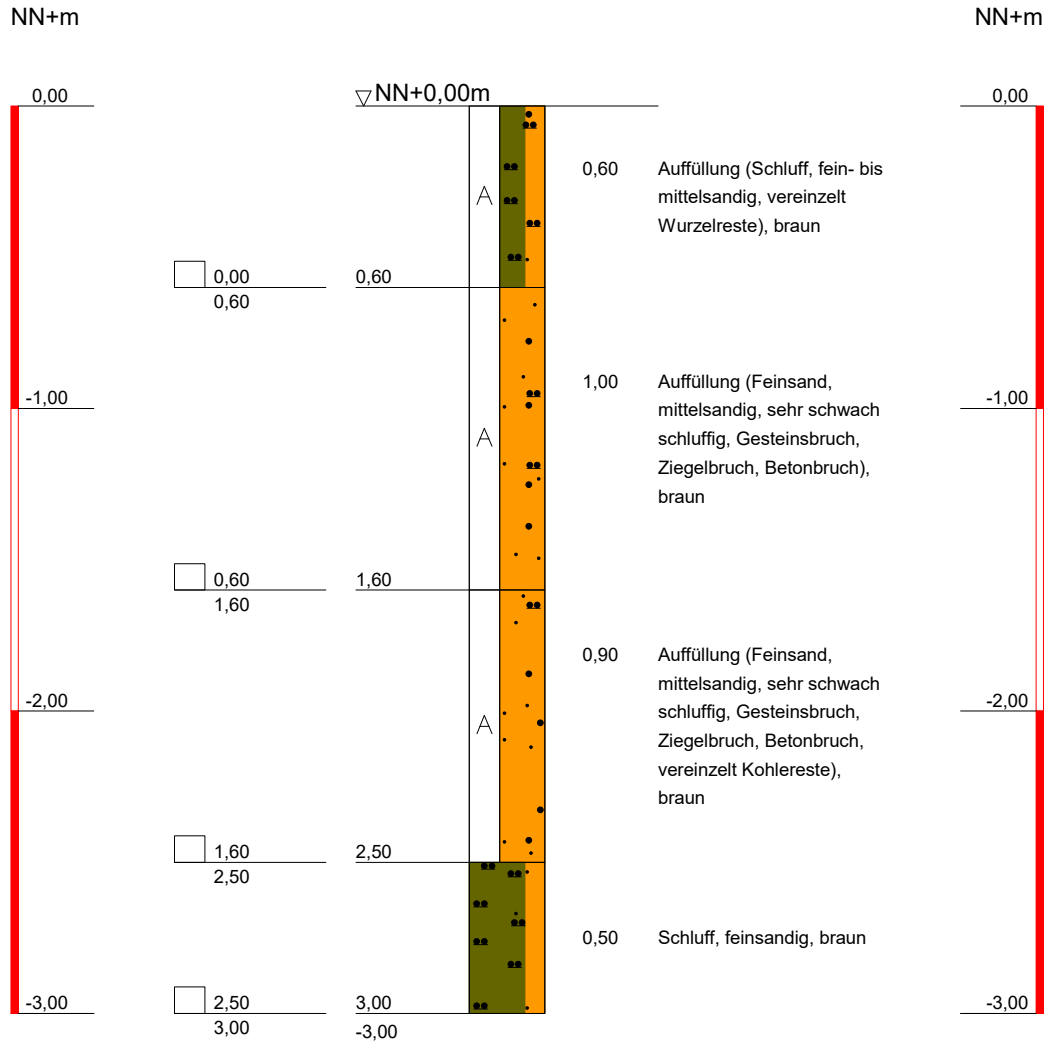 NN+m
NN+m
0,00
NN+0,00m
0,00
0,60
Auffüllung (Schluff, fein- bis
mittelsandig, vereinzelt
Wurzelreste), braun
A
0,00
0,60
0,60
1,00
Auffüllung (Feinsand,
mittelsandig, sehr schwach
schluffig, Gesteinsbruch,
Ziegelbruch, Betonbruch),
braun
-1,00
-1,00
A
0,60
1,60
1,60
0,90
Auffüllung (Feinsand,
mittelsandig, sehr schwach
schluffig, Gesteinsbruch,
Ziegelbruch, Betonbruch,
vereinzelt Kohlereste),
braun
-2,00
-2,00
A
1,60
2,50
2,50
0,50
Schluff, feinsandig, braun
-3,00
2,50
3,00
3,00
-3,00
-3,00